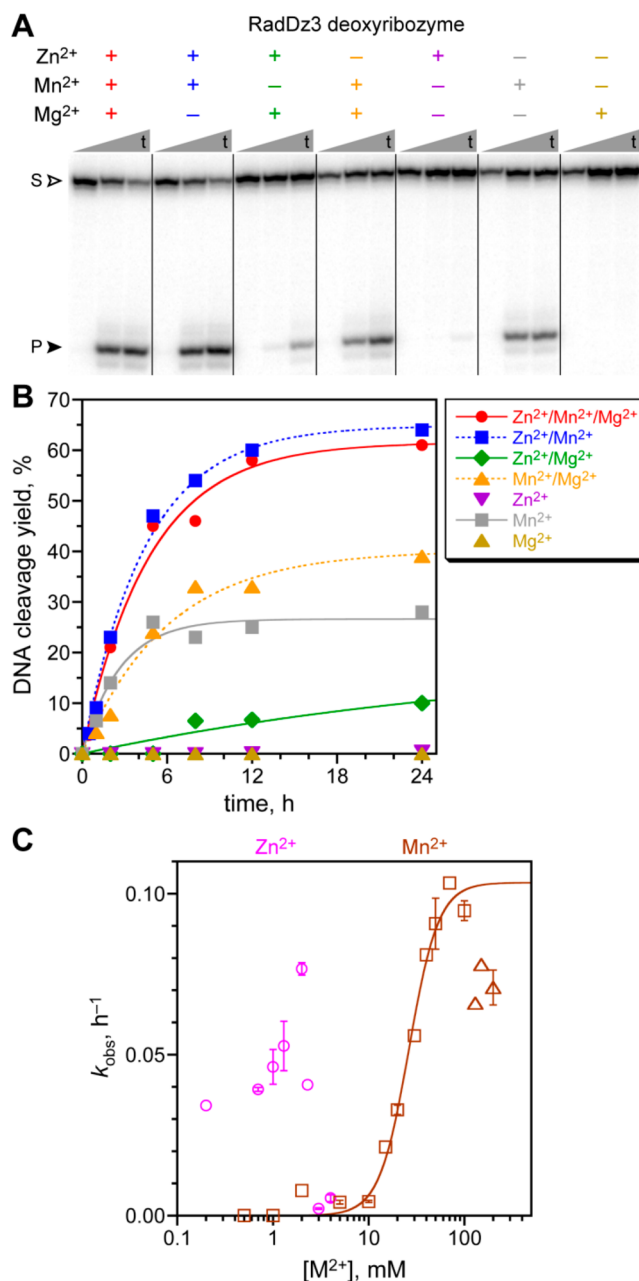 A
RadDz3 deoxyribozyme
Zn²⁺ + + + – + – –
Mn²⁺ + + – + – + –
Mg²⁺ + – + + – – +
t t t t t t t
S
P
B
70
60
50
40
30
20
10
0
DNA cleavage yield, %
0 6 12 18 24
time, h
Zn²⁺/Mn²⁺/Mg²⁺
Zn²⁺/Mn²⁺
Zn²⁺/Mg²⁺
Mn²⁺/Mg²⁺
Zn²⁺
Mn²⁺
Mg²⁺
C
Zn²⁺ Mn²⁺
0.10
0.05
0.00
k_obs, h⁻¹
0.1 1 10 100
[M²⁺], mM